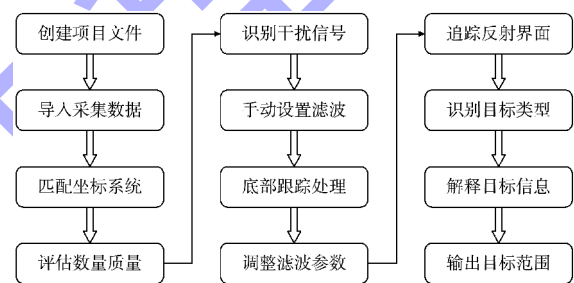 创建项目文件
导入采集数据
匹配坐标系统
评估数量质量
识别干扰信号
手动设置滤波
底部跟踪处理
调整滤波参数
追踪反射界面
识别目标类型
解释目标信息
输出目标范围